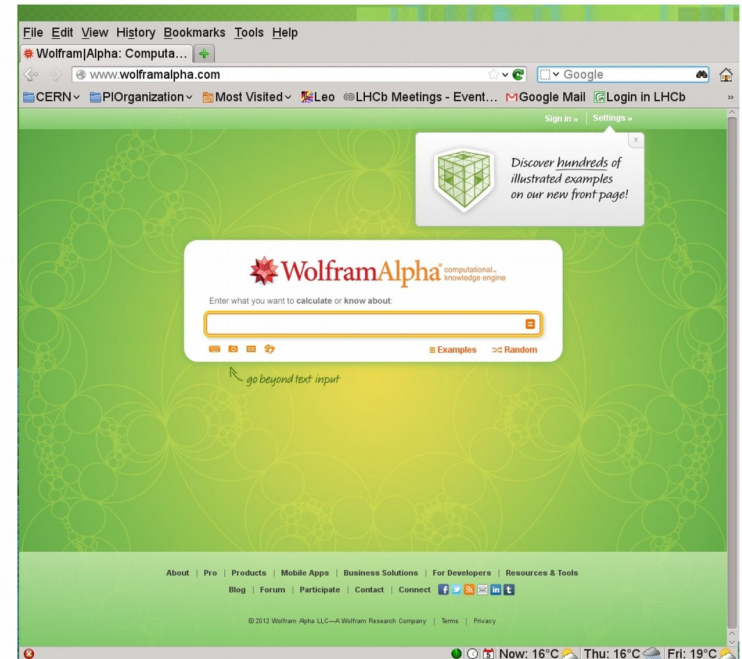 File Edit View History Bookmarks Tools Help
Wolfram|Alpha: Computa...
www.wolframalpha.com Google
CERN PIOrganization Most Visited Leo LHCb Meetings - Event... Google Mail Login in LHCb »
Sign in » | Settings »
x
Discover hundreds of
illustrated examples
on our new front page!
WolframAlpha computational
knowledge engine
Enter what you want to calculate or know about:
Examples Random
go beyond text input
About | Pro | Products | Mobile Apps | Business Solutions | For Developers | Resources & Tools
Blog | Forum | Participate | Contact | Connect
© 2012 Wolfram Alpha LLC—A Wolfram Research Company | Terms | Privacy
5 Now: 16°C Thu: 16°C Fri: 19°C